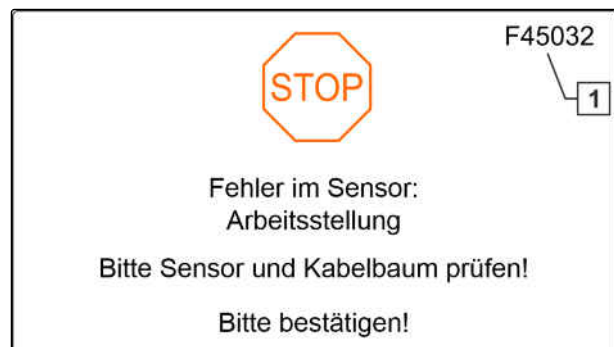 F45032
1
STOP
Fehler im Sensor:
Arbeitsstellung
Bitte Sensor und Kabelbaum prüfen!
Bitte bestätigen!